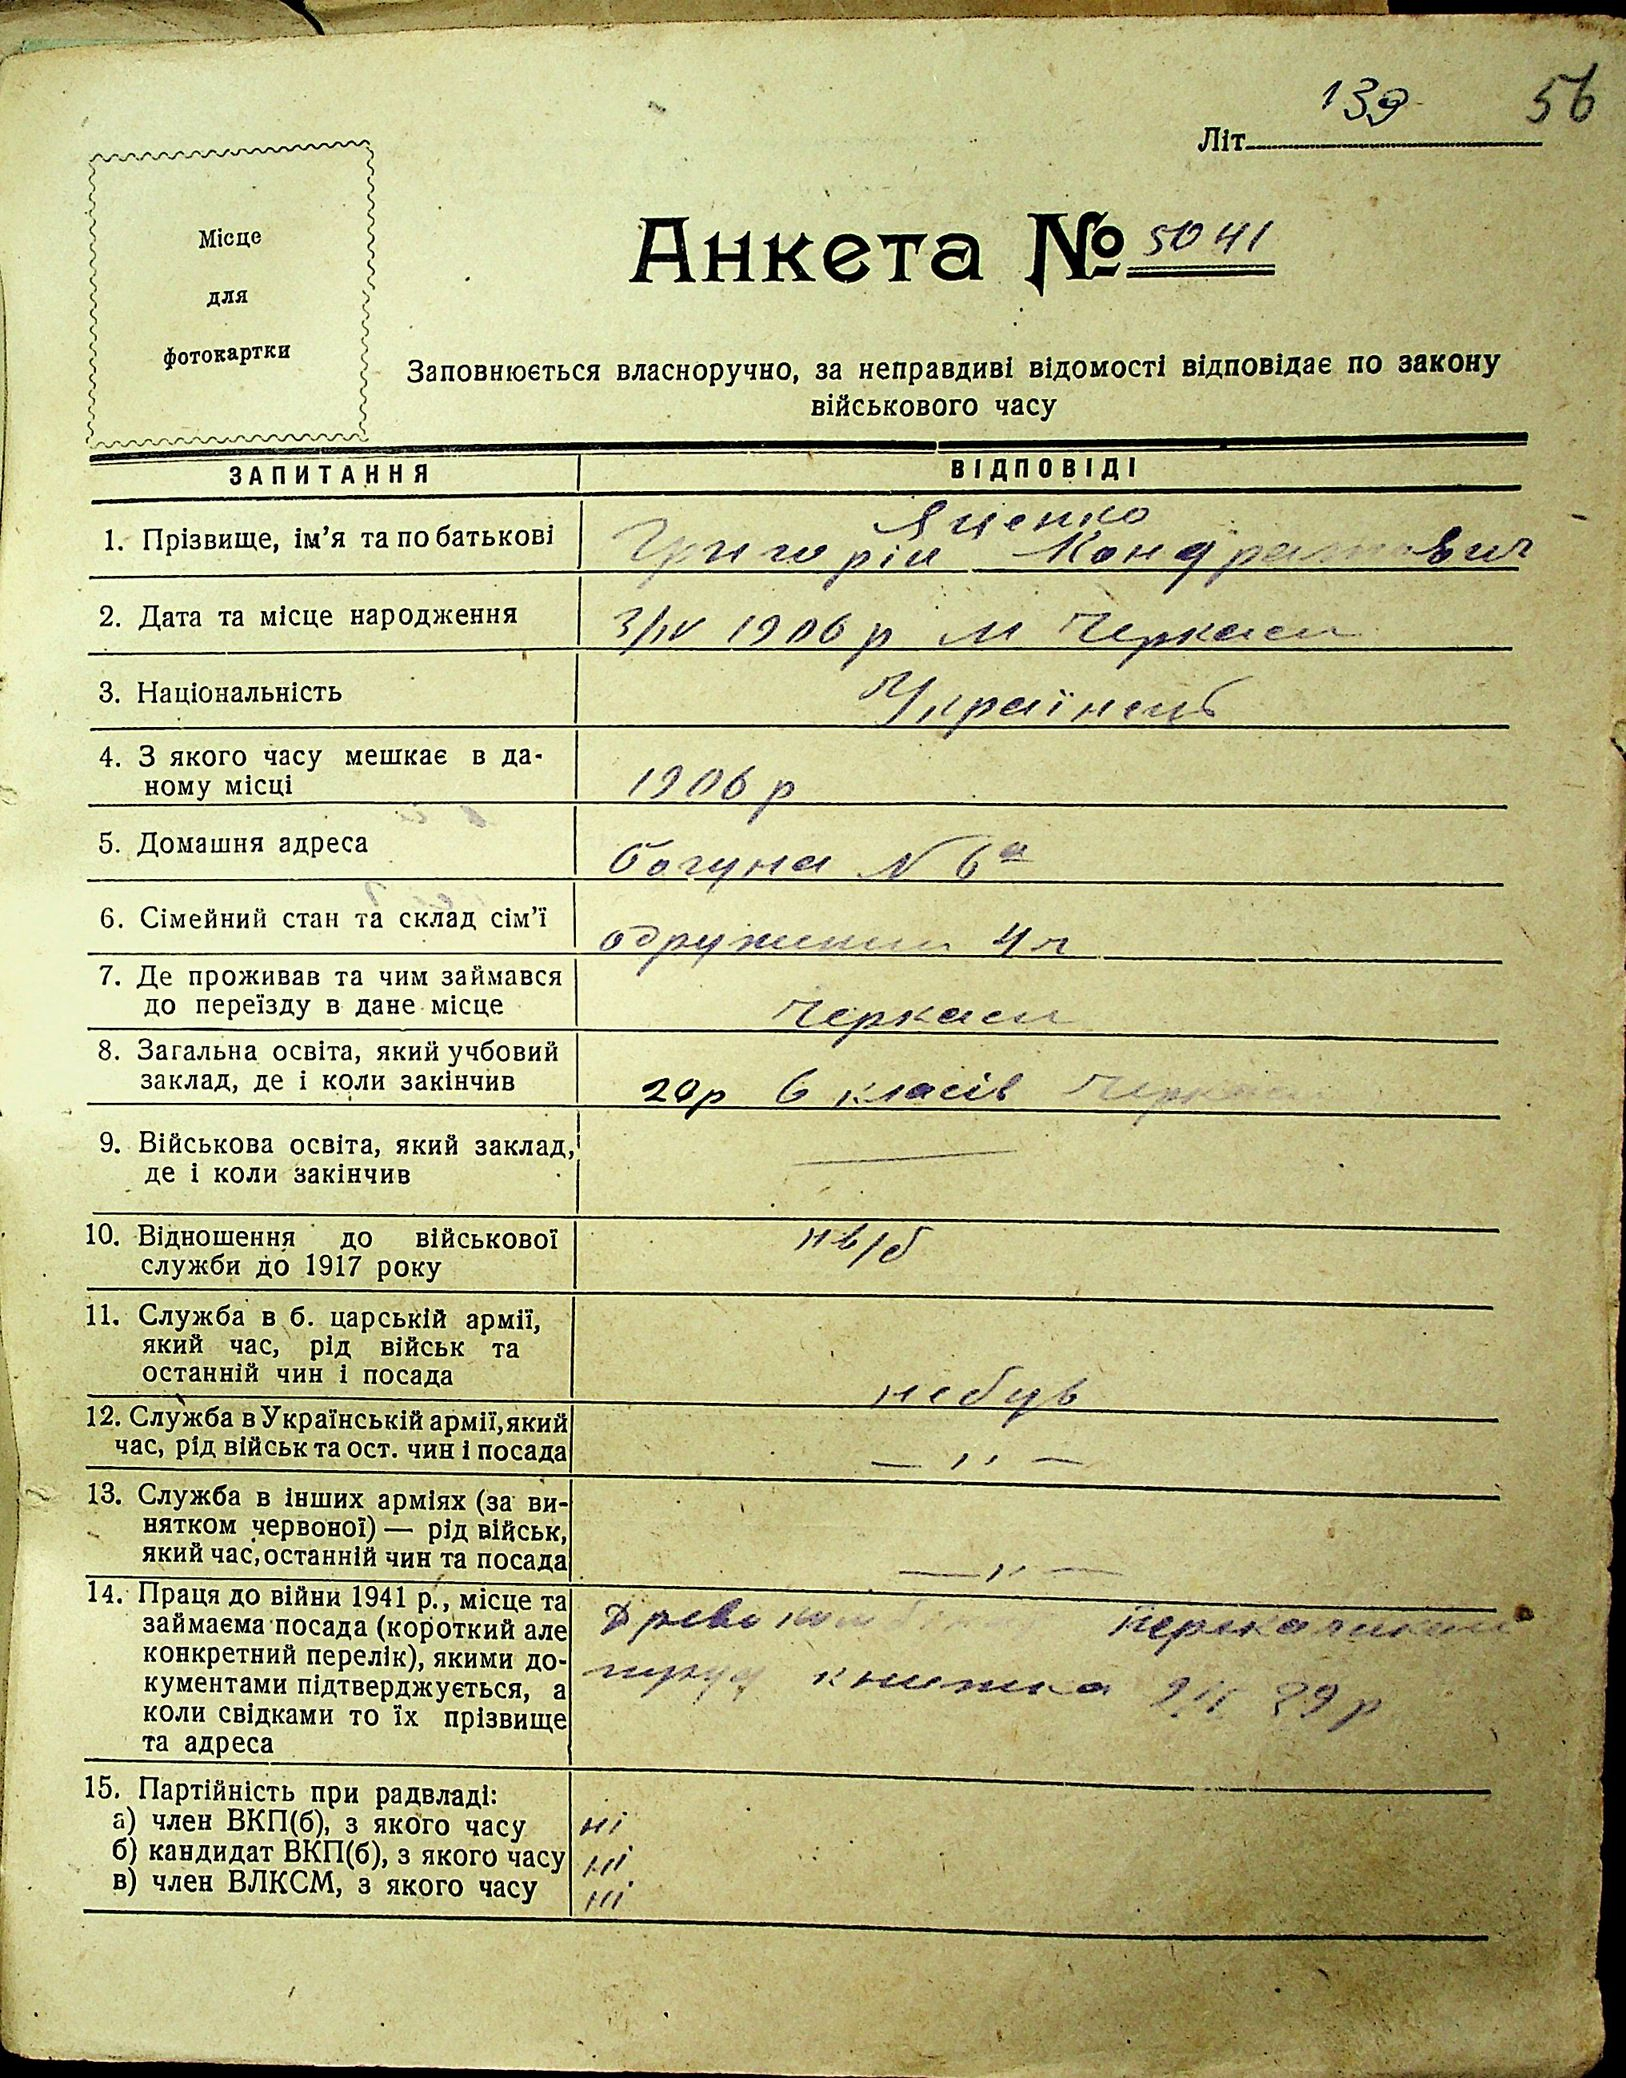 139 56
Літ
Місце
для
фотокартки
Анкета № 5041
Заповнюється власноручно, за неправдиві відомості відповідає по закону
військового часу
ЗАПИТАННЯ ВІДПОВІДІ
1. Прізвище, ім'я та по батькові Яценко
Григорій Кондратович
2. Дата та місце народження 3/IV 1906 р м Черкаси
3. Національність Українець
4. З якого часу мешкає в да-
ному місці 1906 р
5. Домашня адреса Богуна N 6а
6. Сімейний стан та склад сім'ї одружений 4 ч
7. Де проживав та чим займався
до переїзду в дане місце Черкаси
8. Загальна освіта, який учбовий
заклад, де і коли закінчив 20р 6 класів Черкаси
9. Військова освіта, який заклад,
де і коли закінчив —
10. Відношення до військової нв/б
служби до 1917 року
11. Служба в б. царській армії,
який час, рід військ та
останній чин і посада небув
12. Служба в Українській армії, який
час, рід військ та ост. чин і посада — ,, —
13. Служба в інших арміях (за ви-
нятком червоної) — рід військ,
який час, останній чин та посада — ,, —
14. Праця до війни 1941 р., місце та
займаєма посада (короткий але
конкретний перелік), якими до-
кументами підтверджується, а книжка
коли свідками то їх прізвище
та адреса
15. Партійність при радвладі:
а) член ВКП(б), з якого часу ні
б) кандидат ВКП(б), з якого часу ні
в) член ВЛКСМ, з якого часу ні